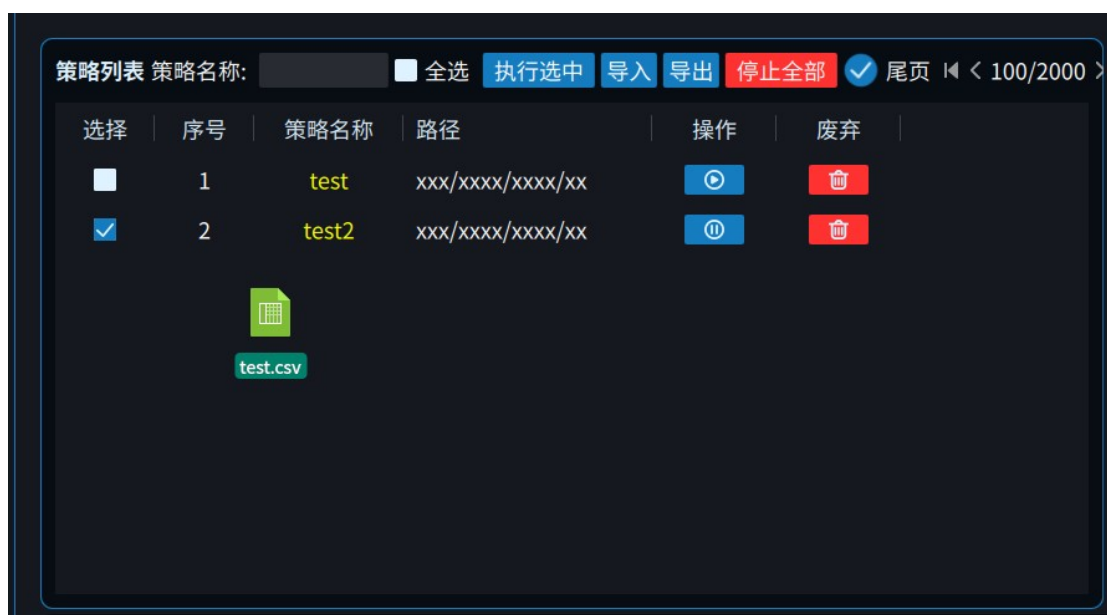 策略列表 策略名称: 全选 执行选中 导入 导出 停止全部 尾页 100/2000
选择 序号 策略名称 路径 操作 废弃
1 test xxx/xxxx/xxxx/xx
2 test2 xxx/xxxx/xxxx/xx
test.csv